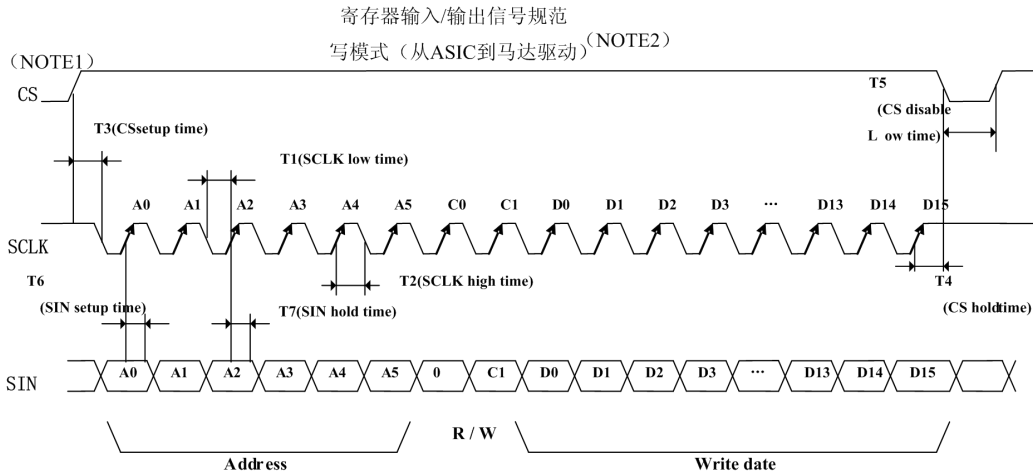 寄存器输入/输出信号规范
写模式（从ASIC到马达驱动）(NOTE2)
(NOTE1)
CS
T5
(CS disable
L ow time)
T3(CSsetup time)
T1(SCLK low time)
A0 A1 A2 A3 A4 A5 C0 C1 D0 D1 D2 D3 ... D13 D14 D15
SCLK
T6
(SIN setup time)
T2(SCLK high time)
T7(SIN hold time)
T4
(CS holdtime)
SIN
A0 A1 A2 A3 A4 A5 0 C1 D0 D1 D2 D3 ... D13 D14 D15
R / W
Address
Write date